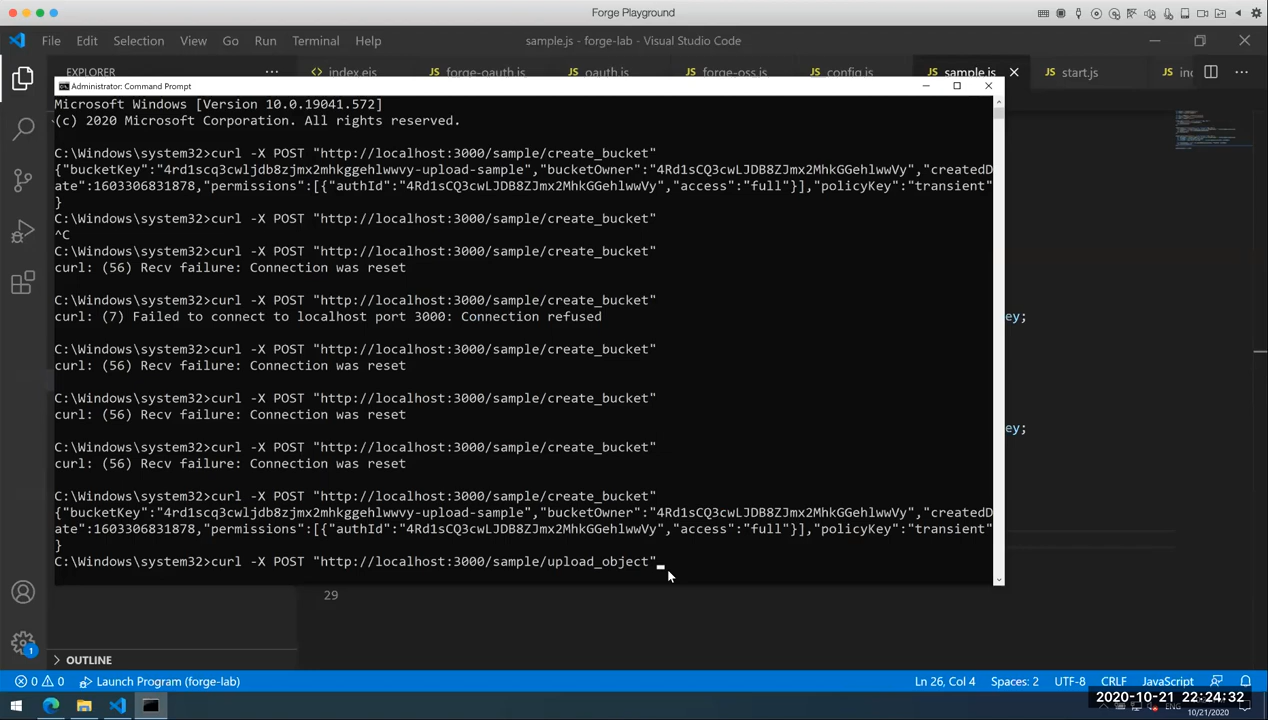 Forge Playground
File Edit Selection View Go Run Terminal Help
sample.js - forge-lab - Visual Studio Code
EXPLORER
index.ejs
forge-oauth.js
oauth.js
forge-oss.js
config.js
JS sample.js
JS start.js
JS
Administrator: Command Prompt
Microsoft Windows [Version 10.0.19041.572]
(c) 2020 Microsoft Corporation. All rights reserved.
C:\Windows\system32>curl -X POST "http://localhost:3000/sample/create_bucket"
{"bucketKey":"4rd1scq3cwljdb8zjmx2mhkggehlwwvy-upload-sample","bucketOwner":"4Rd1sCQ3cwLJDB8ZJmx2MhkGGehlwwVy","createdD
ate":1603306831878,"permissions":[{"authId":"4Rd1sCQ3cwLJDB8ZJmx2MhkGGehlwwVy","access":"full"}],"policyKey":"transient"
}
C:\Windows\system32>curl -X POST "http://localhost:3000/sample/create_bucket"
^C
C:\Windows\system32>curl -X POST "http://localhost:3000/sample/create_bucket"
curl: (56) Recv failure: Connection was reset
C:\Windows\system32>curl -X POST "http://localhost:3000/sample/create_bucket"
curl: (7) Failed to connect to localhost port 3000: Connection refused
C:\Windows\system32>curl -X POST "http://localhost:3000/sample/create_bucket"
curl: (56) Recv failure: Connection was reset
C:\Windows\system32>curl -X POST "http://localhost:3000/sample/create_bucket"
curl: (56) Recv failure: Connection was reset
C:\Windows\system32>curl -X POST "http://localhost:3000/sample/create_bucket"
curl: (56) Recv failure: Connection was reset
C:\Windows\system32>curl -X POST "http://localhost:3000/sample/create_bucket"
{"bucketKey":"4rd1scq3cwljdb8zjmx2mhkggehlwwvy-upload-sample","bucketOwner":"4Rd1sCQ3cwLJDB8ZJmx2MhkGGehlwwVy","createdD
ate":1603306831878,"permissions":[{"authId":"4Rd1sCQ3cwLJDB8ZJmx2MhkGGehlwwVy","access":"full"}],"policyKey":"transient"
}
C:\Windows\system32>curl -X POST "http://localhost:3000/sample/upload_object"
ey;
ey;
29
OUTLINE
0 0 Launch Program (forge-lab)
Ln 26, Col 4 Spaces: 2 UTF-8 CRLF JavaScript
1
2020-10-21 22:24:32
ENG
10/21/2020